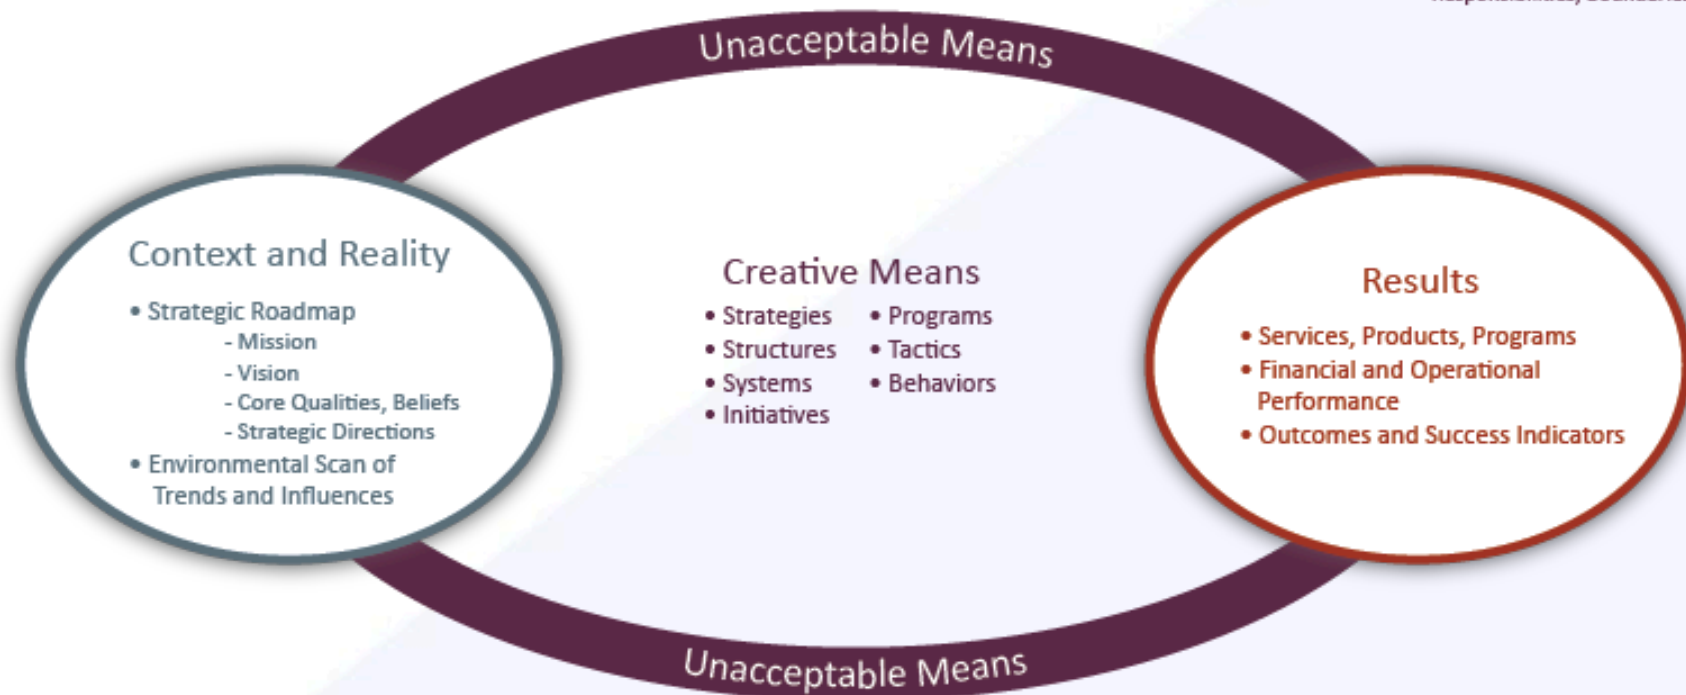 Responsibilities, Boundaries
Unacceptable Means
Context and Reality
• Strategic Roadmap
- Mission
- Vision
- Core Qualities, Beliefs
- Strategic Directions
• Environmental Scan of
Trends and Influences
Creative Means
• Strategies
• Structures
• Systems
• Initiatives
• Programs
• Tactics
• Behaviors
Results
• Services, Products, Programs
• Financial and Operational
Performance
• Outcomes and Success Indicators
Unacceptable Means